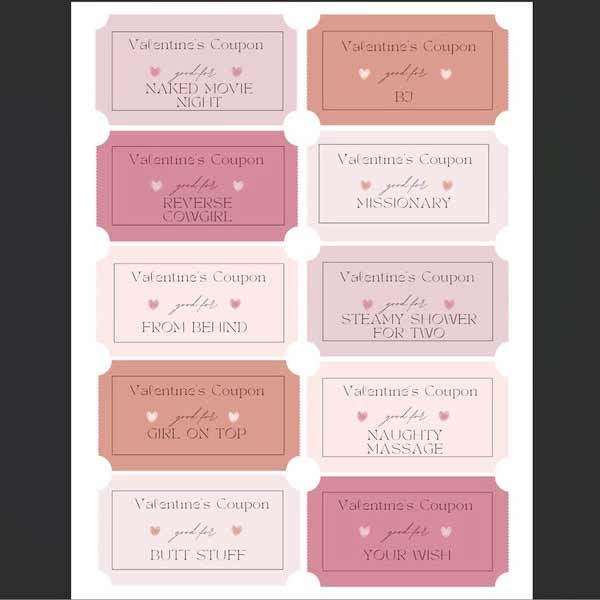 Valentine's Coupon
good for
NAKED MOVIE
NIGHT
Valentine's Coupon
good for
BJ
Valentine's Coupon
good for
REVERSE
COWGIRL
Valentine's Coupon
good for
MISSIONARY
Valentine's Coupon
good for
FROM BEHIND
Valentine's Coupon
good for
STEAMY SHOWER
FOR TWO
Valentine's Coupon
good for
GIRL ON TOP
Valentine's Coupon
good for
NAUGHTY
MASSAGE
Valentine's Coupon
good for
BUTT STUFF
Valentine's Coupon
good for
YOUR WISH